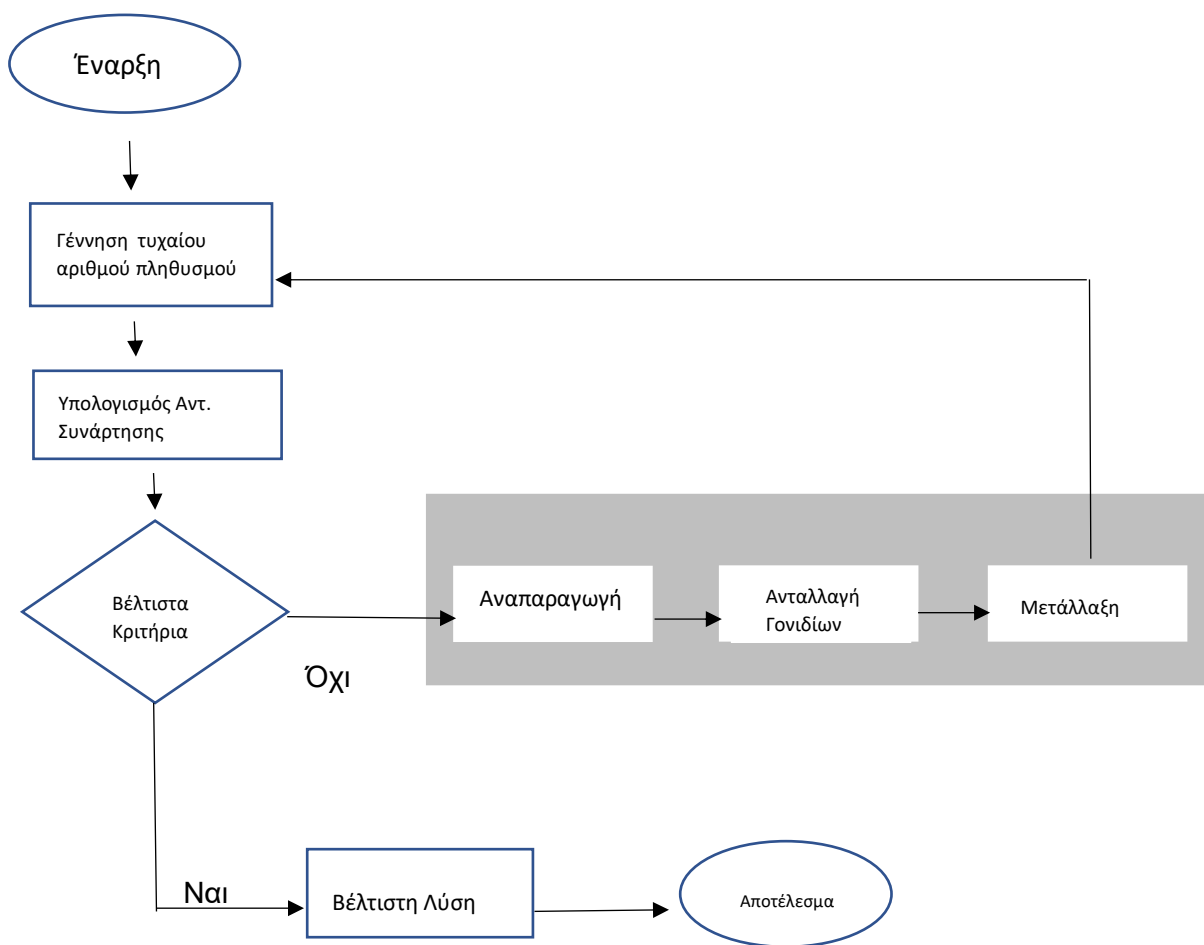 Έναρξη
Γέννηση τυχαίου
αριθμού πληθυσμού
Υπολογισμός Αντ.
Συνάρτησης
Βέλτιστα
Κριτήρια
Όχι
Αναπαραγωγή
Ανταλλαγή
Γονιδίων
Μετάλλαξη
Ναι
Βέλτιστη Λύση
Αποτέλεσμα